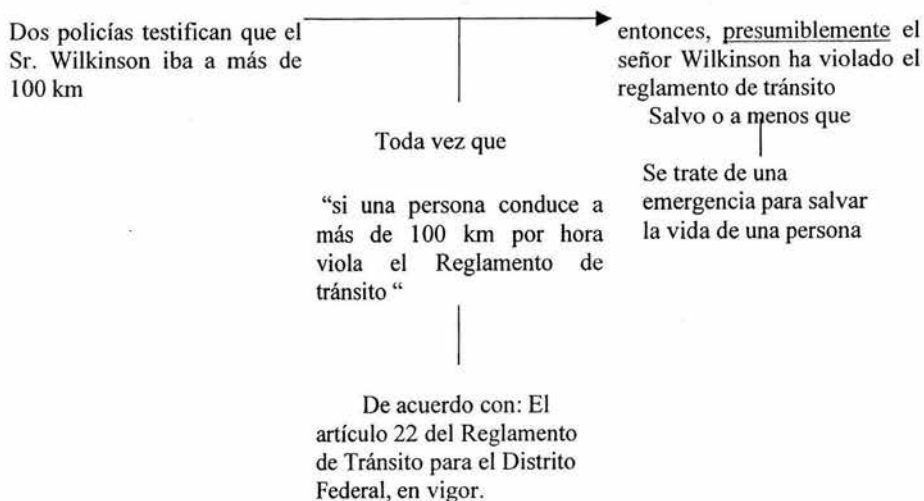 Dos policías testifican que el
Sr. Wilkinson iba a más de
100 km
entonces, presumiblemente el
señor Wilkinson ha violado el
reglamento de tránsito
Salvo o a menos que
Se trate de una
emergencia para salvar
la vida de una persona
Toda vez que
“si una persona conduce a
más de 100 km por hora
viola el Reglamento de
tránsito “
De acuerdo con: El
artículo 22 del Reglamento
de Tránsito para el Distrito
Federal, en vigor.